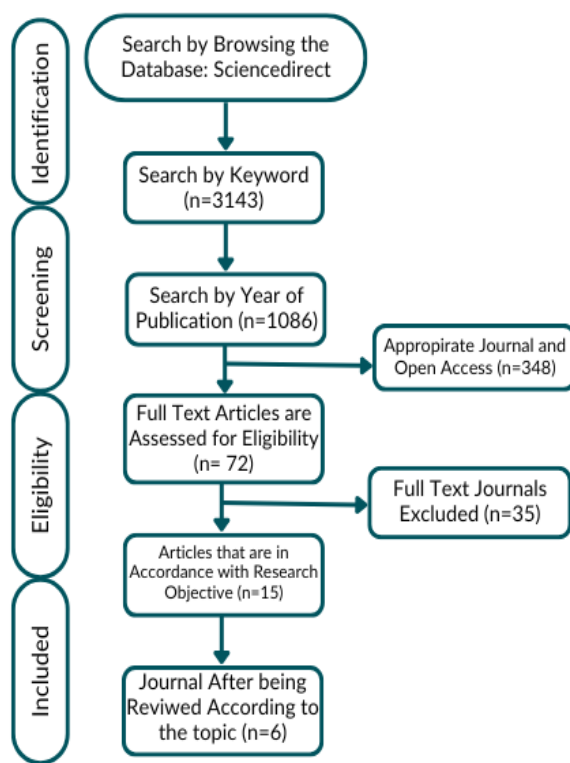 Identification
Search by Browsing the
Database: Sciencedirect
Search by Keyword
(n=3143)
Screening
Search by Year of
Publication (n=1086)
Appropirate Journal and
Open Access (n=348)
Eligibility
Full Text Articles are
Assessed for Eligibility
(n= 72)
Full Text Journals
Excluded (n=35)
Articles that are in
Accordance with Research
Objective (n=15)
Included
Journal After being
Reviwed According to
the topic (n=6)